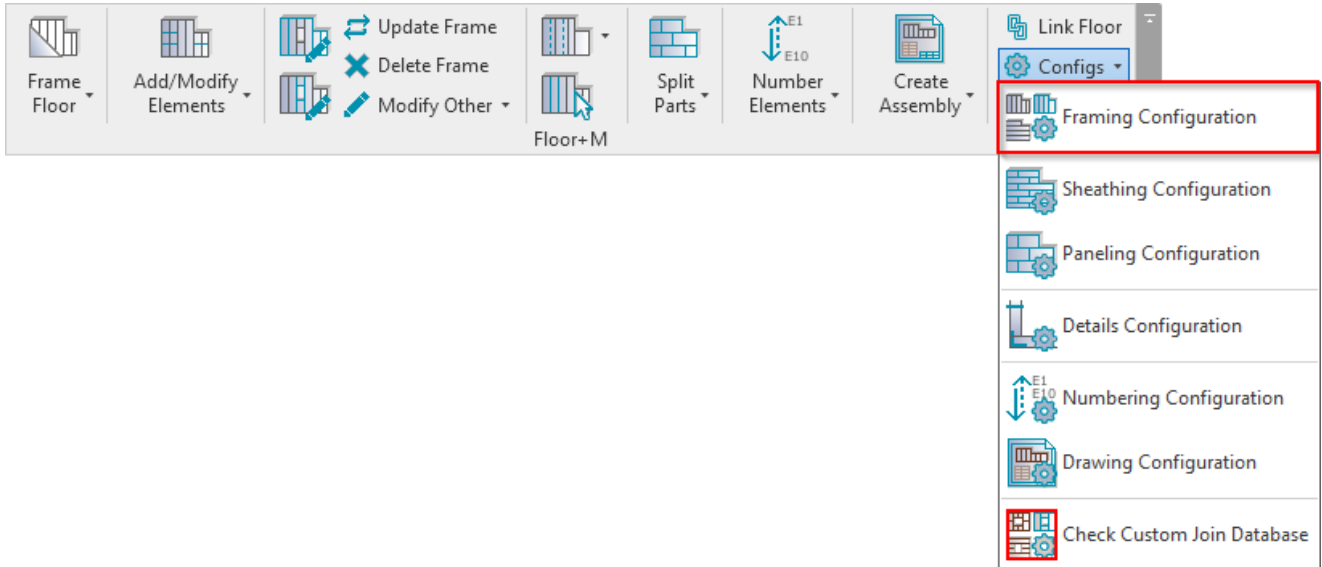 Frame
Floor
Add/Modify
Elements
Update Frame
Delete Frame
Modify Other
Split
Parts
E1
E10
Number
Elements
Create
Assembly
Link Floor
Configs
Floor+M
Framing Configuration
Sheathing Configuration
Paneling Configuration
Details Configuration
E1
E10
Numbering Configuration
Drawing Configuration
Check Custom Join Database